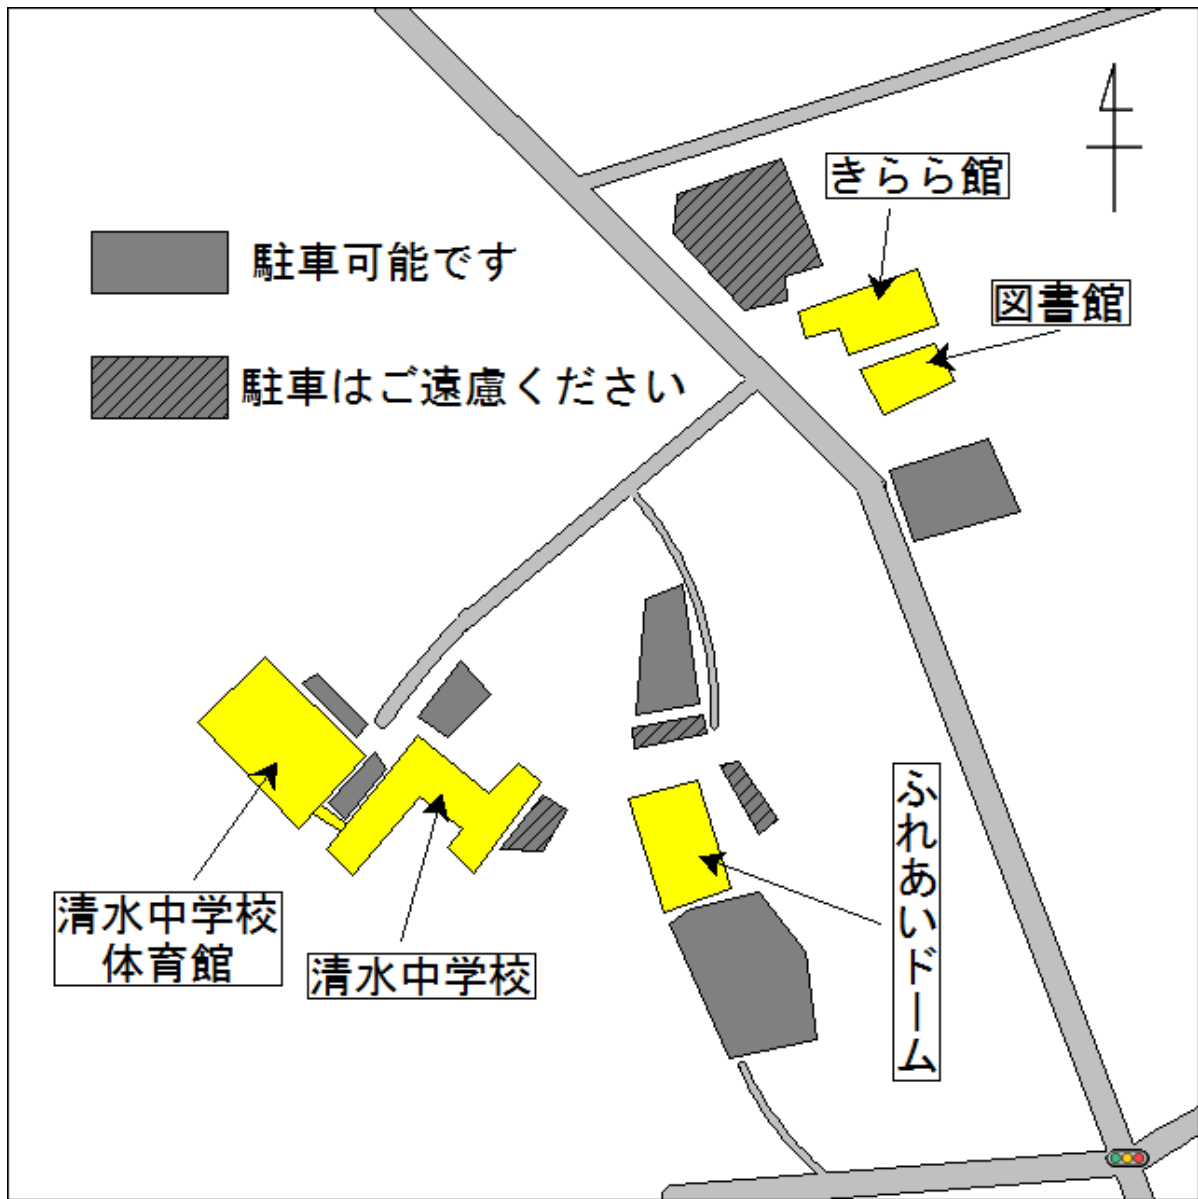 きらら館
駐車可能です
図書館
駐車はご遠慮ください
ふれあいドーム
清水中学校
体育館
清水中学校